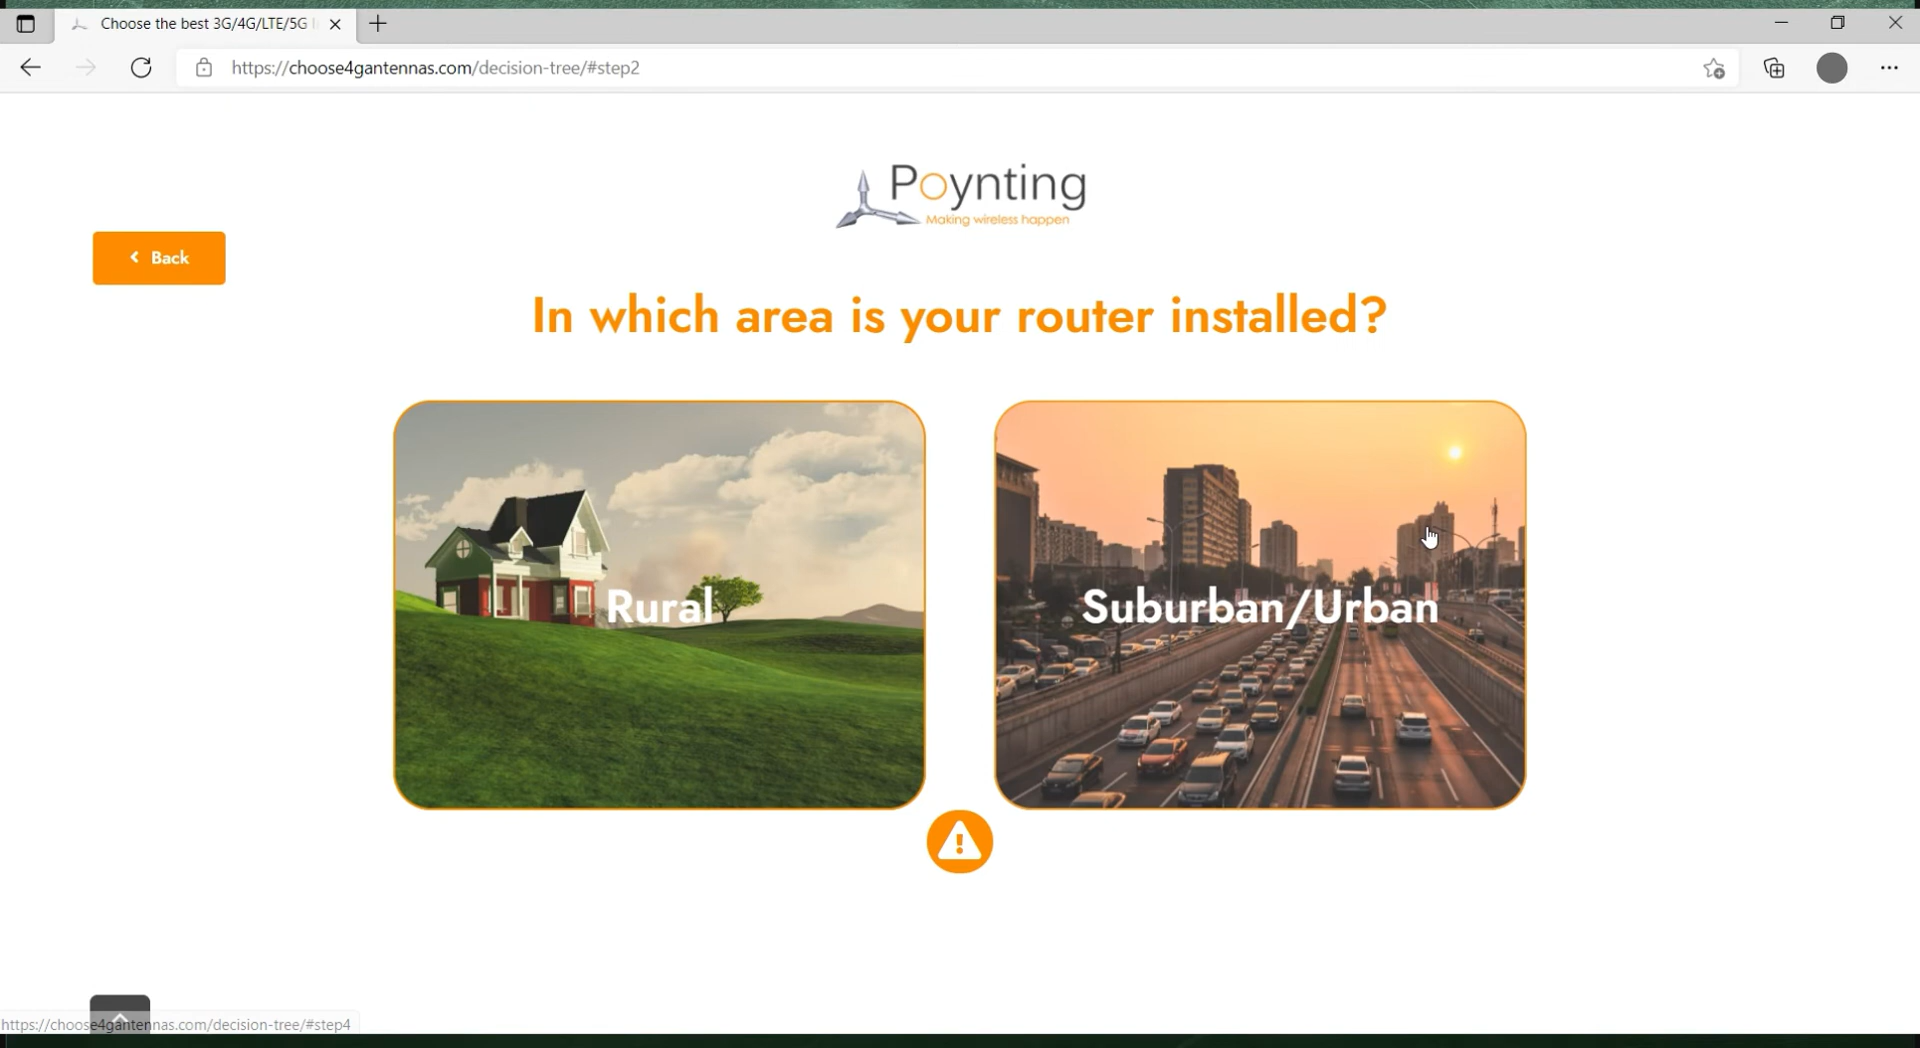 Choose the best 3G/4G/LTE/5G
https://choose4gantennas.com/decision-tree/#step2
Poynting
Making wireless happen
Back
In which area is your router installed?
Rural
Suburban/Urban
https://choose4gantennas.com/decision-tree/#step4